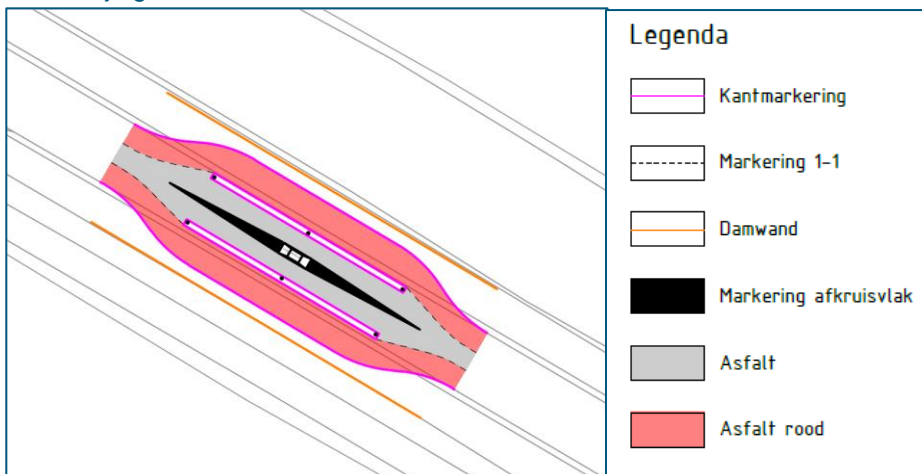 Legenda
Kantmarkering
Markering 1-1
Damwand
Markering afkruisvlak
Asfalt
Asfalt rood